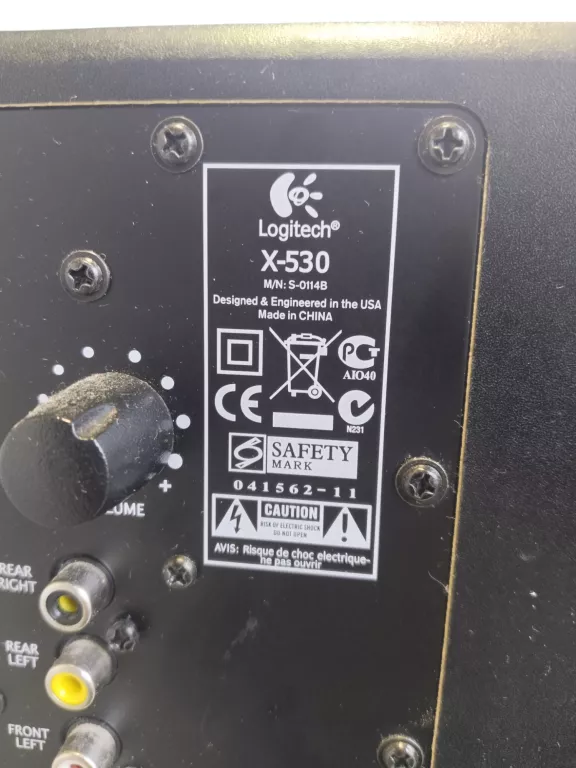 Logitech®
X-530
M/N: S-0114B
Designed & Engineered in the USA
Made in CHINA
PCT
AIO40
CE
N231
S SAFETY
MARK
041562-11
CAUTION
RISK OF ELECTRIC SHOCK
DO NOT OPEN
AVIS: Risque de choc electrique-
ne pas ouvrir
+
LUME
REAR
RIGHT
REAR
LEFT
FRONT
LEFT